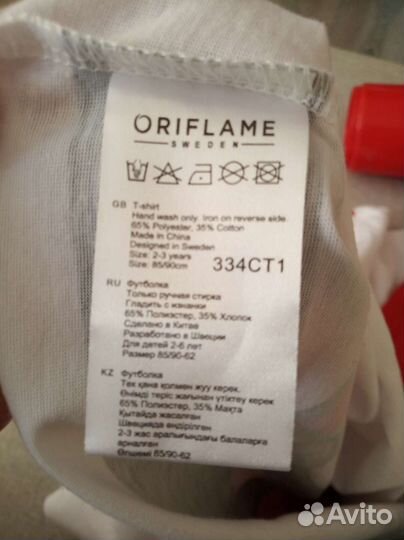 ORIFLAME
SWEDEN
GB T-shirt
Hand wash only. Iron on reverse side.
65% Polyester, 35% Cotton
Made in China
Designed in Sweden
Size: 2-3 years
Size: 85/90cm
334CT1
RU Футболка
Только ручная стирка
Гладить с изнанки
65% Полиэстер, 35% Хлопок
Сделано в Китае
Разработано в Швеции
Для детей 2-6 лет
Размер 85/90-62
KZ Футболка
Тек қана қолмен жуу керек.
Өнімді теріс жағынан үтіктеу керек
65% Полиэстер, 35% Мақта
Қытайда жасалған
Швецияда өндірілген
2-3 жас аралығындағы балаларға
арналған
Өлшемі 85/90-62
Avito